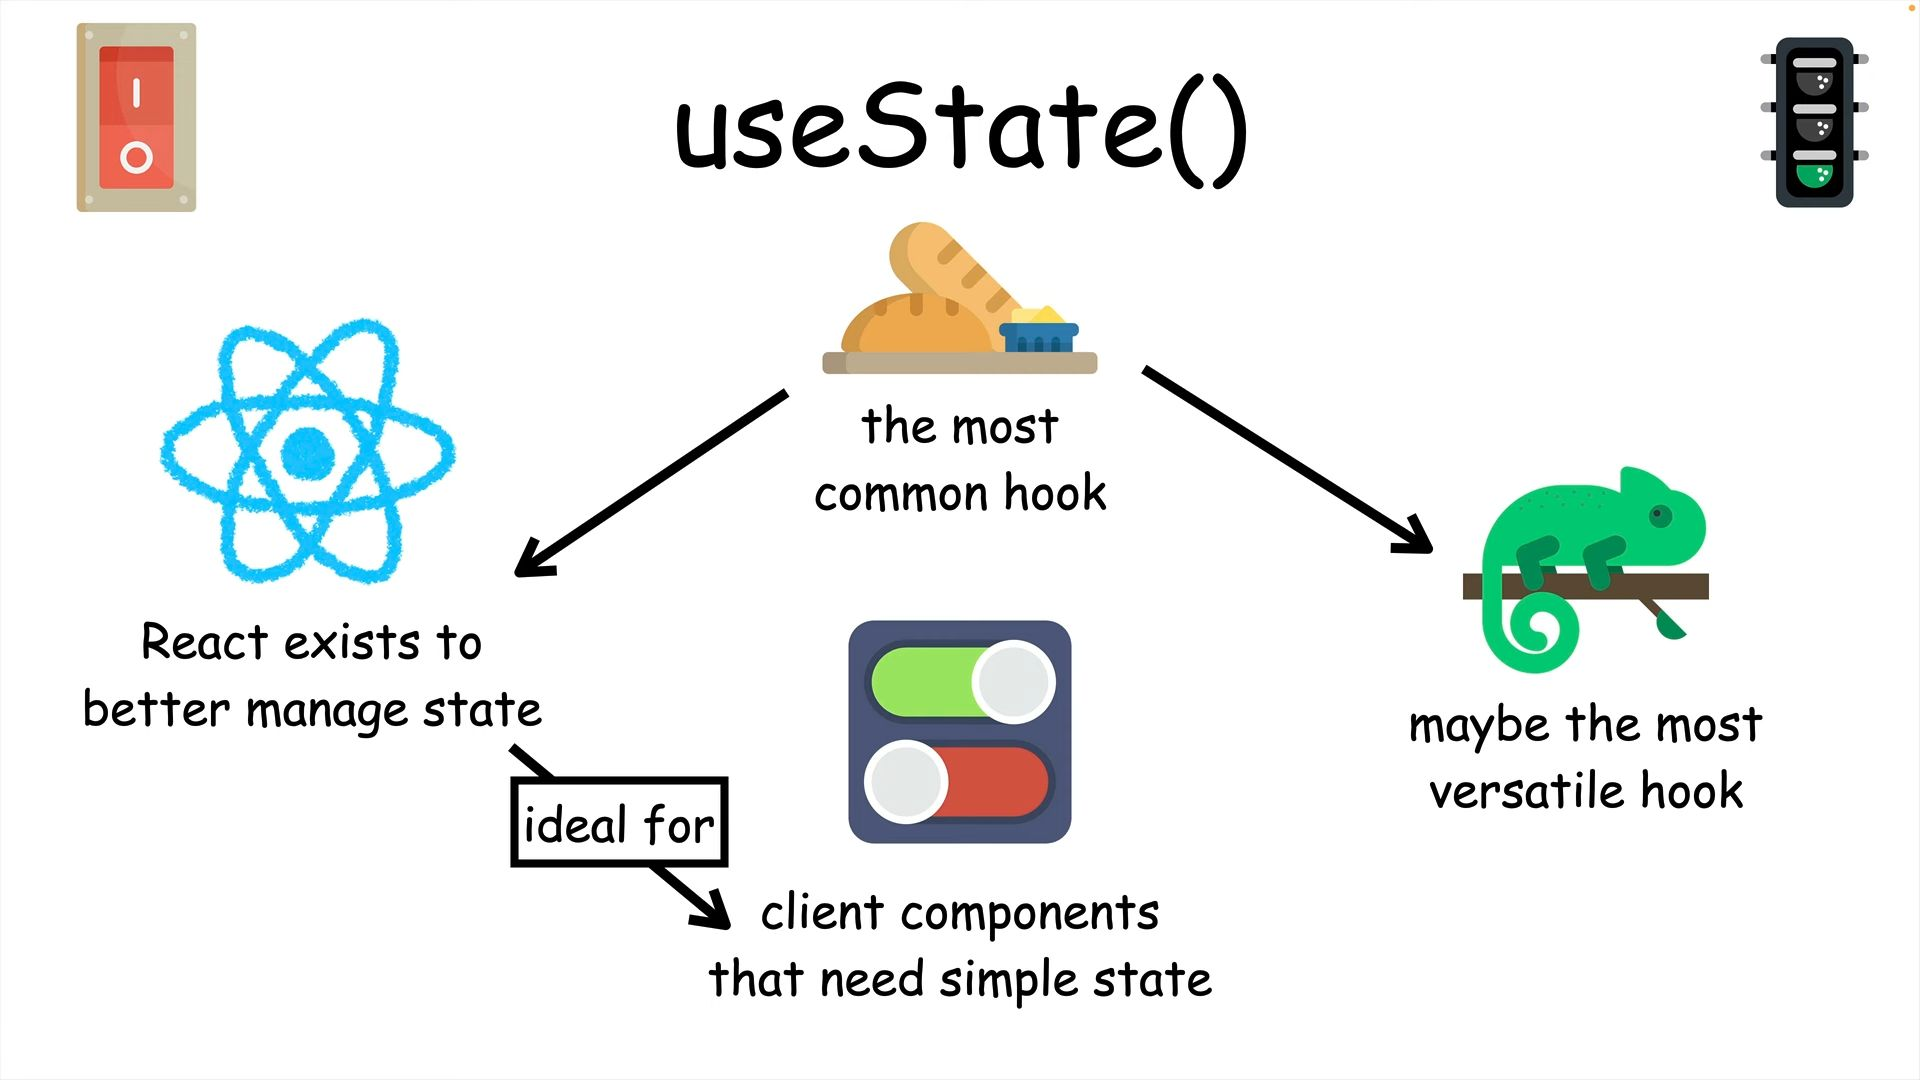 useState()
the most
common hook
React exists to
better manage state
maybe the most
versatile hook
ideal for
client components
that need simple state